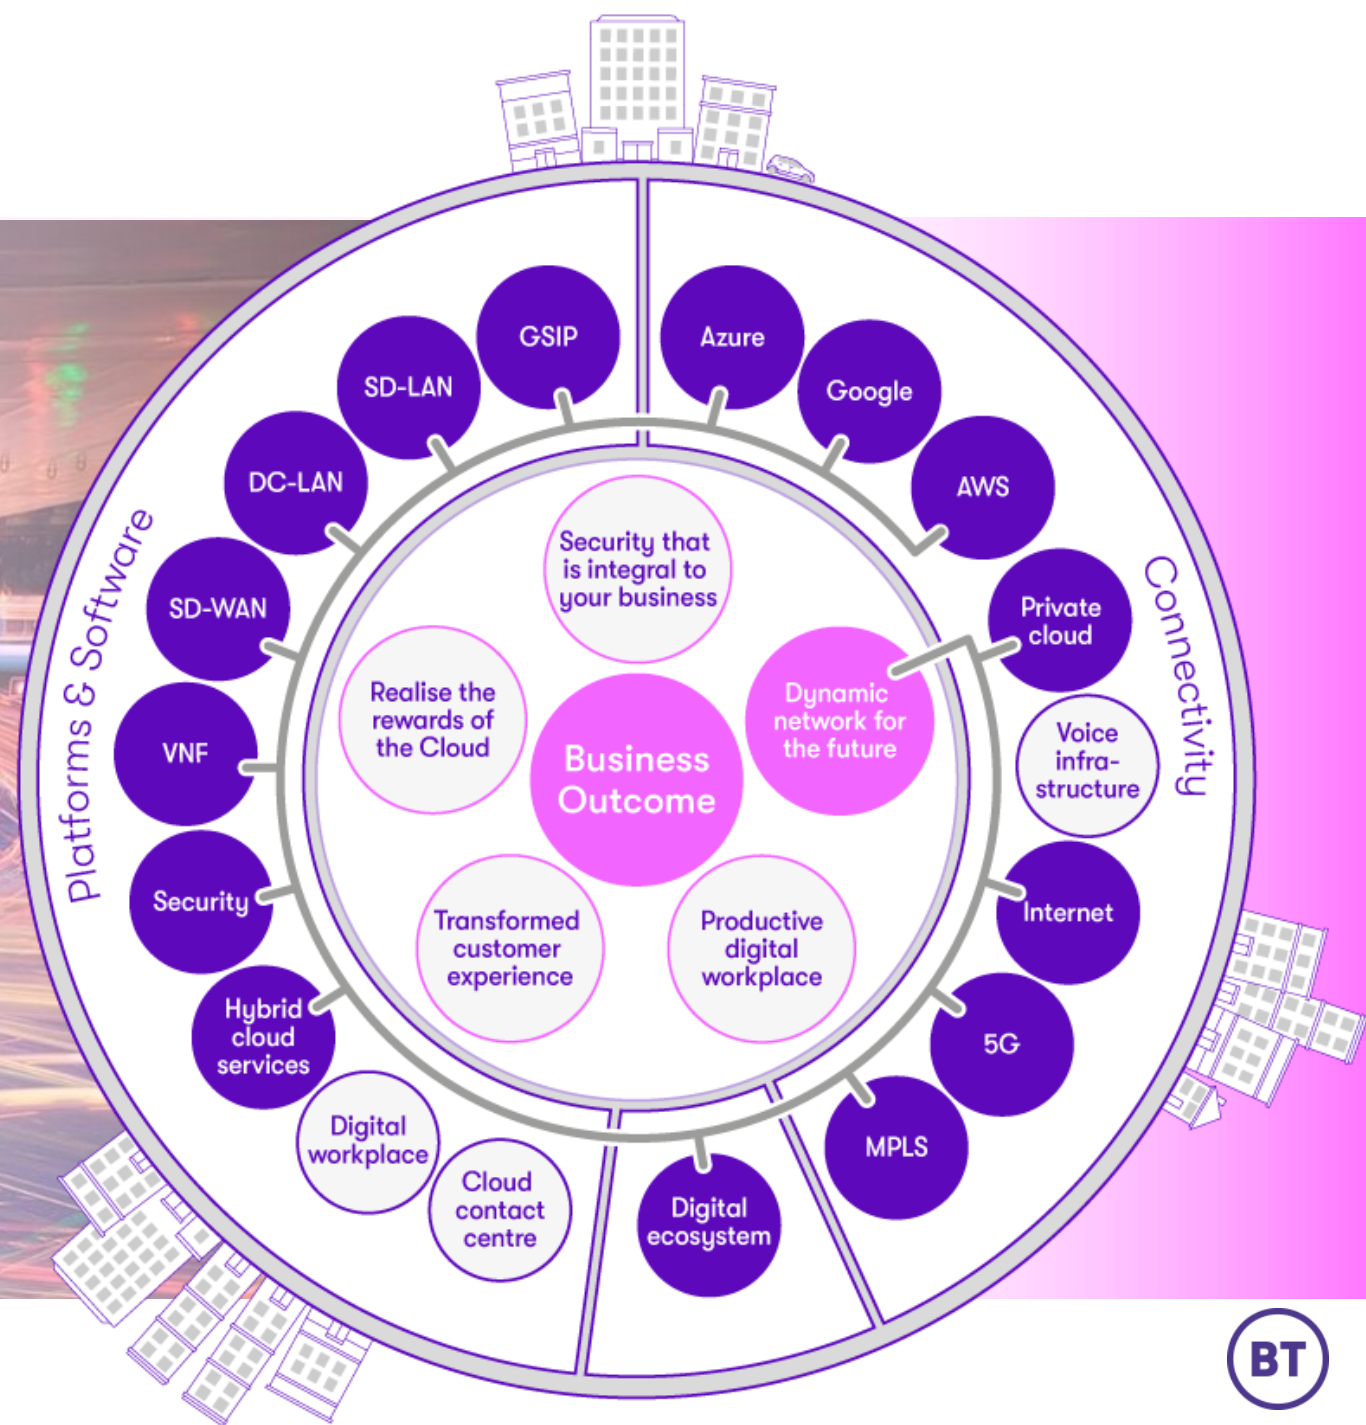 GSIP
SD-LAN
DC-LAN
SD-WAN
VNF
Security
Hybrid
cloud
services
Digital
workplace
Cloud
contact
centre
Platforms & Software
Azure
Google
AWS
Private
cloud
Voice
infra-
structure
Internet
5G
MPLS
Connectivity
Digital
ecosystem
Security that
is integral to
your business
Realise the
rewards of
the Cloud
Dynamic
network for
the future
Business
Outcome
Transformed
customer
experience
Productive
digital
workplace
BT